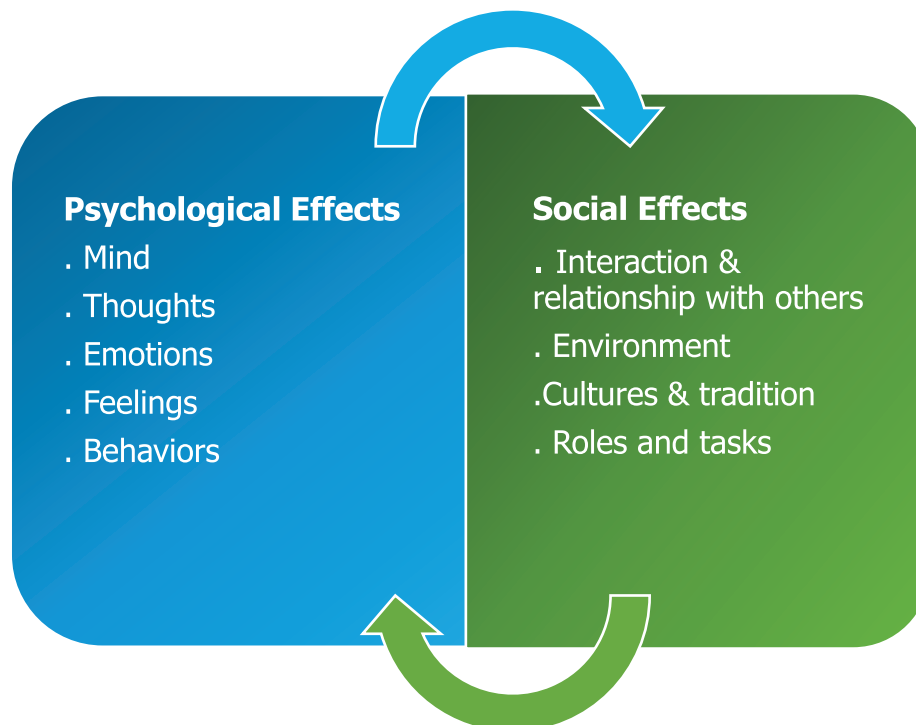 Psychological Effects
. Mind
. Thoughts
. Emotions
. Feelings
. Behaviors
Social Effects
. Interaction &
relationship with others
. Environment
.Cultures & tradition
. Roles and tasks